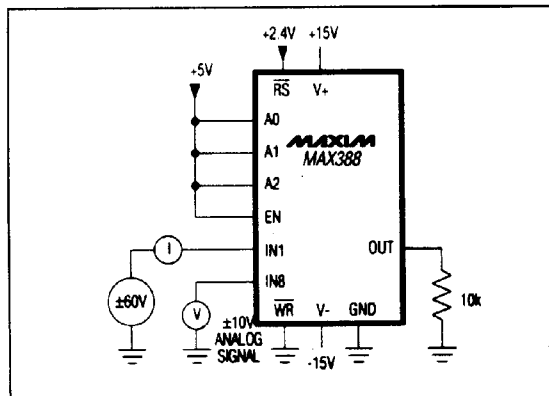 +2.4V +15V
+5V
RS V+
A0
MAXIM
A1
MAX388
A2
EN
I IN1 OUT
±60V IN8 10k
V ±10V
ANALOG
SIGNAL
WR V- GND
-15V